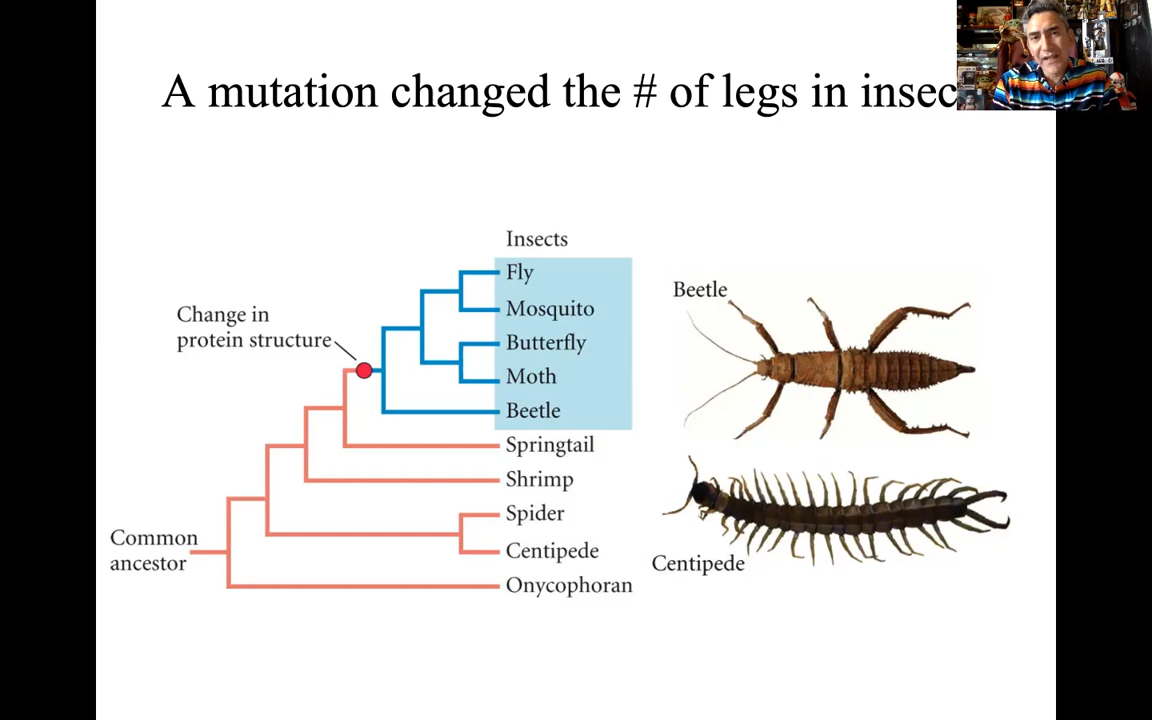 A mutation changed the # of legs in insec
Insects
Fly
Mosquito
Butterfly
Moth
Beetle
Springtail
Shrimp
Spider
Centipede
Onycophoran
Change in
protein structure
Common
ancestor
Beetle
Centipede